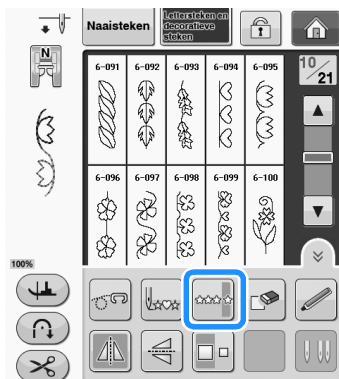 Naaisteken
Lettersteken en
decoratieve
steken
N
6-091 6-092 6-093 6-094 6-095
10/21
6-096 6-097 6-098 6-099 6-100
100%